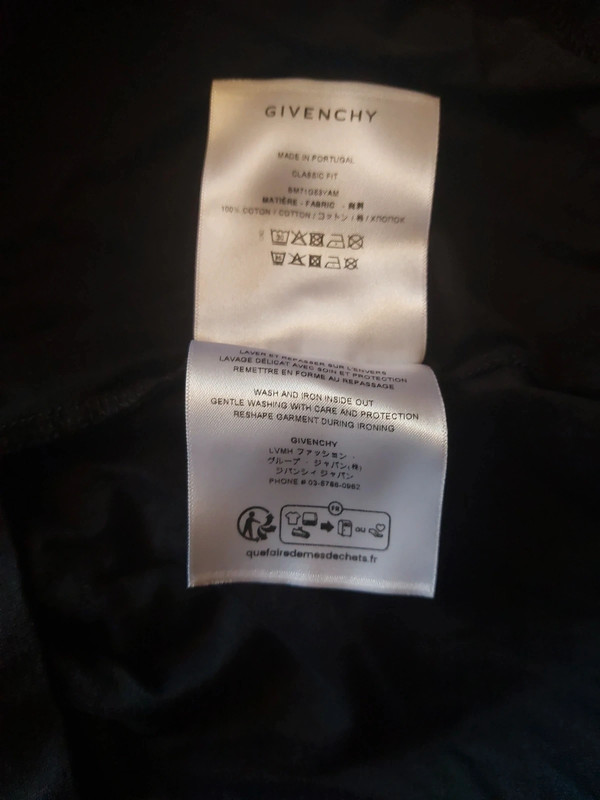 GIVENCHY
MADE IN PORTUGAL
CLASSIC FIT
BM71G53YAM
MATIÈRE - FABRIC -
100% COTON / COTTON / コットン / 棉 / ХЛОПОК
LAVER ET REPASSER SUR L'ENVERS
LAVAGE DÉLICAT AVEC SOIN ET PROTECTION
REMETTRE EN FORME AU REPASSAGE
WASH AND IRON INSIDE OUT
GENTLE WASHING WITH CARE AND PROTECTION
RESHAPE GARMENT DURING IRONING
GIVENCHY
LVMH ファッション・
グループ・ジャパン(株)
ジバンシィ ジャパン
PHONE # 03-5766-0962
FR
OU
quefairedemesdechets.fr